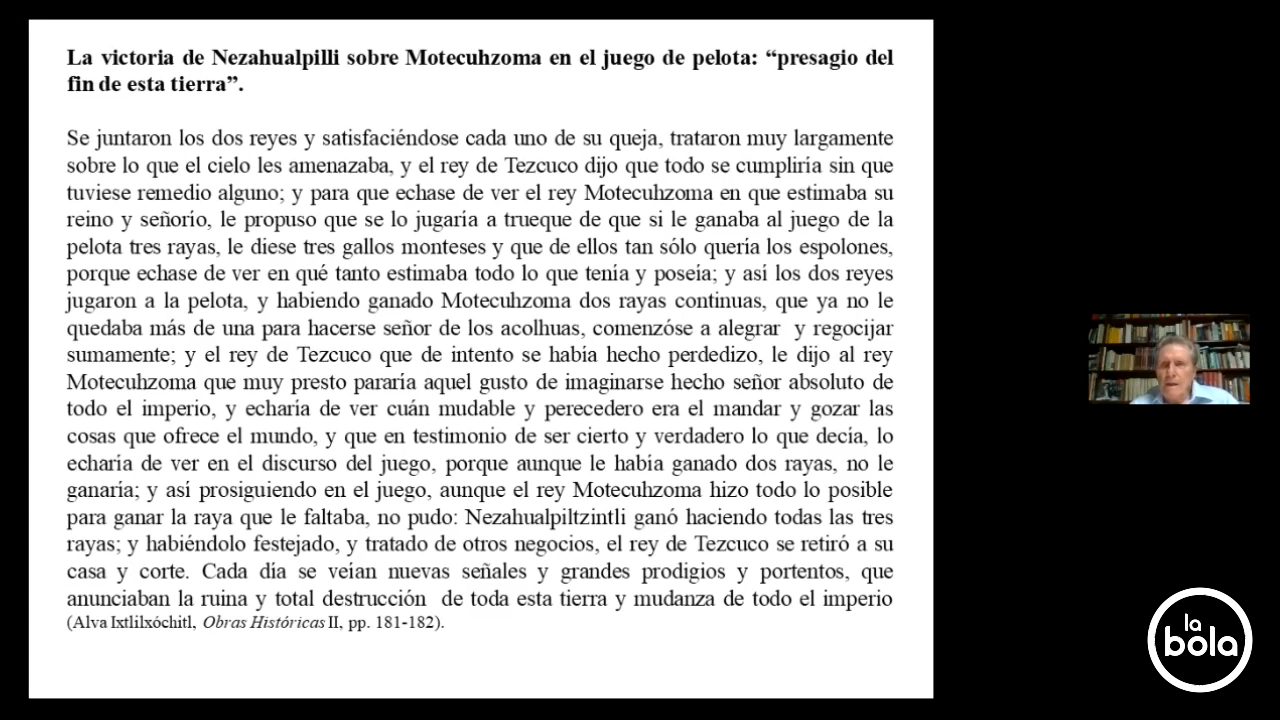 La victoria de Nezahualpilli sobre Motecuhzoma en el juego de pelota: “presagio del
fin de esta tierra”.
Se juntaron los dos reyes y satisfaciéndose cada uno de su queja, trataron muy largamente
sobre lo que el cielo les amenazaba, y el rey de Tezcuco dijo que todo se cumpliría sin que
tuviese remedio alguno; y para que echase de ver el rey Motecuhzoma en que estimaba su
reino y señorío, le propuso que se lo jugaría a trueque de que si le ganaba al juego de la
pelota tres rayas, le diese tres gallos monteses y que de ellos tan sólo quería los espolones,
porque echase de ver en qué tanto estimaba todo lo que tenía y poseía; y así los dos reyes
jugaron a la pelota, y habiendo ganado Motecuhzoma dos rayas continuas, que ya no le
quedaba más de una para hacerse señor de los acolhuas, comenzóse a alegrar y regocijar
sumamente; y el rey de Tezcuco que de intento se había hecho perdedizo, le dijo al rey
Motecuhzoma que muy presto pararía aquel gusto de imaginarse hecho señor absoluto de
todo el imperio, y echaría de ver cuán mudable y perecedero era el mandar y gozar las
cosas que ofrece el mundo, y que en testimonio de ser cierto y verdadero lo que decía, lo
echaría de ver en el discurso del juego, porque aunque le había ganado dos rayas, no le
ganaría; y así prosiguiendo en el juego, aunque el rey Motecuhzoma hizo todo lo posible
para ganar la raya que le faltaba, no pudo: Nezahualpiltzintli ganó haciendo todas las tres
rayas; y habiéndolo festejado, y tratado de otros negocios, el rey de Tezcuco se retiró a su
casa y corte. Cada día se veían nuevas señales y grandes prodigios y portentos, que
anunciaban la ruina y total destrucción de toda esta tierra y mudanza de todo el imperio
(Alva Ixtlilxóchitl, Obras Históricas II, pp. 181-182).
la
bola